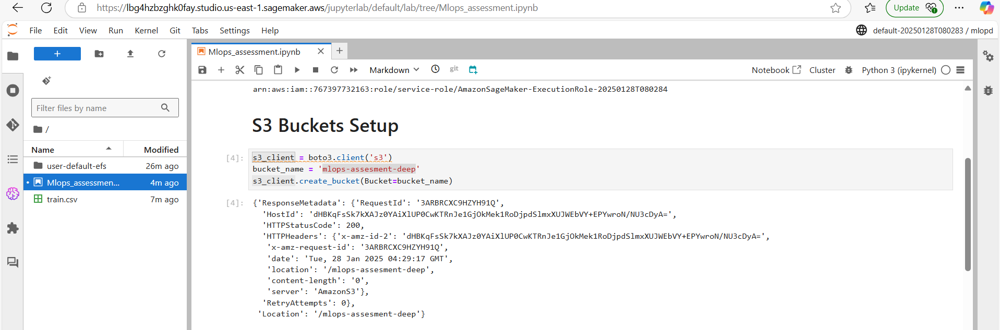 https://lbg4hzbzghk0fay.studio.us-east-1.sagemaker.aws/jupyterlab/default/lab/tree/Mlops_assessment.ipynb
Update
File Edit View Run Kernel Git Tabs Settings Help
default-20250128T080283 / mlopd
+
Filter files by name
/
Name Modified
user-default-efs 26m ago
Mlops_assessmen... 4m ago
train.csv 7m ago
Mlops_assessment.ipynb
Markdown
git
Notebook Cluster Python 3 (ipykernel)
arn:aws:iam::767397732163:role/service-role/AmazonSageMaker-ExecutionRole-20250128T080284
S3 Buckets Setup
[4]: s3_client = boto3.client('s3')
bucket_name = 'mlops-assesment-deep'
s3_client.create_bucket(Bucket=bucket_name)
[4]: {'ResponseMetadata': {'RequestId': '3ARBRCXC9HZYH91Q',
'HostId': 'dHBKqFsSk7kXAJz0YAiXlUP0CwKTRnJe1GjOkMek1RoDjpdSlmxXUJWEbVY+EPYwroN/NU3cDyA=',
'HTTPStatusCode': 200,
'HTTPHeaders': {'x-amz-id-2': 'dHBKqFsSk7kXAJz0YAiXlUP0CwKTRnJe1GjOkMek1RoDjpdSlmxXUJWEbVY+EPYwroN/NU3cDyA=',
'x-amz-request-id': '3ARBRCXC9HZYH91Q',
'date': 'Tue, 28 Jan 2025 04:29:17 GMT',
'location': '/mlops-assesment-deep',
'content-length': '0',
'server': 'AmazonS3'},
'RetryAttempts': 0},
'Location': '/mlops-assesment-deep'}